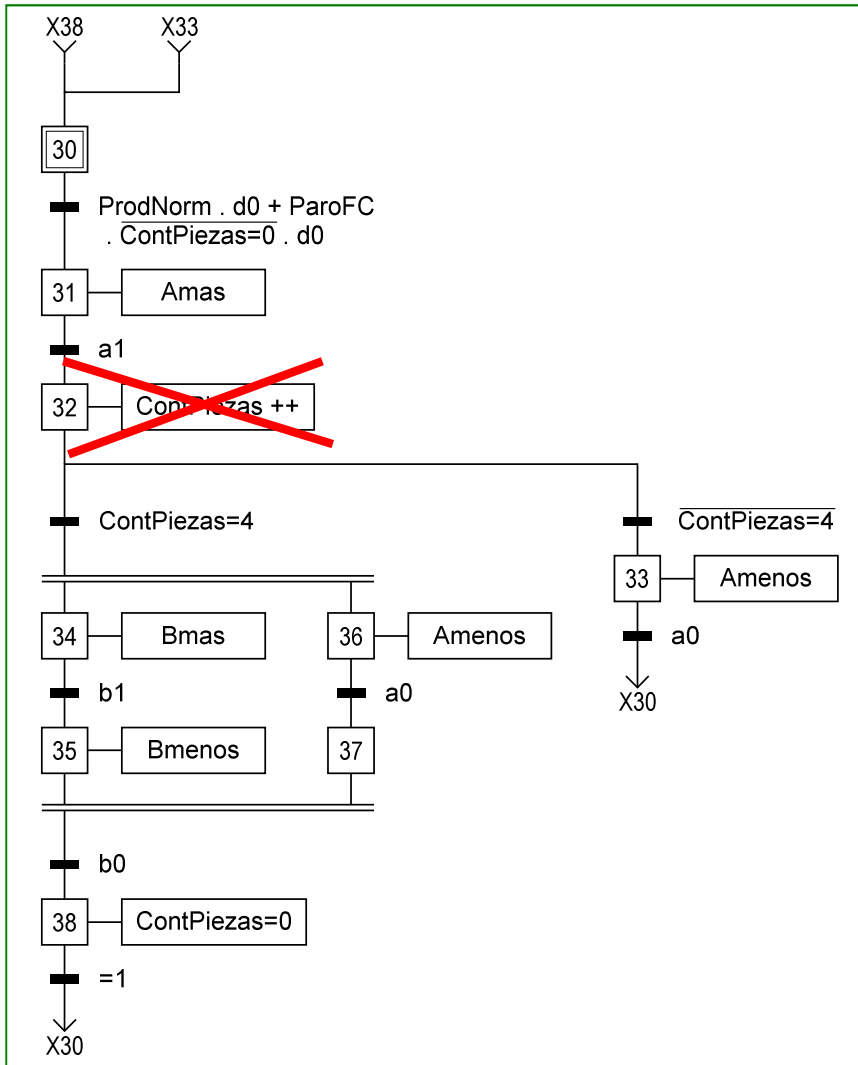 X38 X33
30
ProdNorm . d0 + ParoFC
. ContPiezas=0 . d0
31 Amas
a1
32 ContPiezas ++
ContPiezas=4 ContPiezas=4
33 Amenos
34 Bmas 36 Amenos
a0
b1 a0
X30
35 Bmenos 37
b0
38 ContPiezas=0
=1
X30